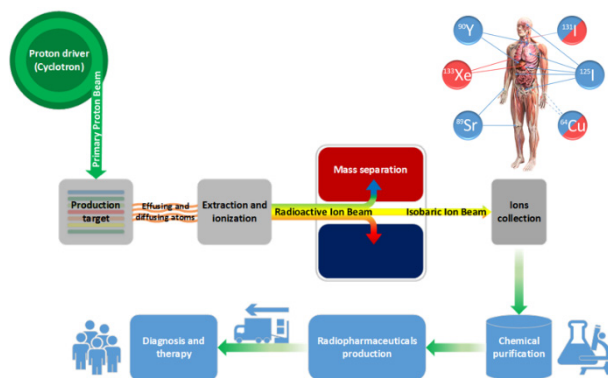 Proton driver
(Cyclotron)
Primary Proton Beam
⁹⁰Y
¹³¹I
¹³³Xe
¹²⁵I
⁸⁹Sr
⁶⁴Cu
Production
target
Effusing and
diffusing atoms
Extraction and
ionization
Mass separation
Radioactive Ion Beam
Isobaric Ion Beam
Ions
collection
Diagnosis and
therapy
Radiopharmaceuticals
production
Chemical
purification